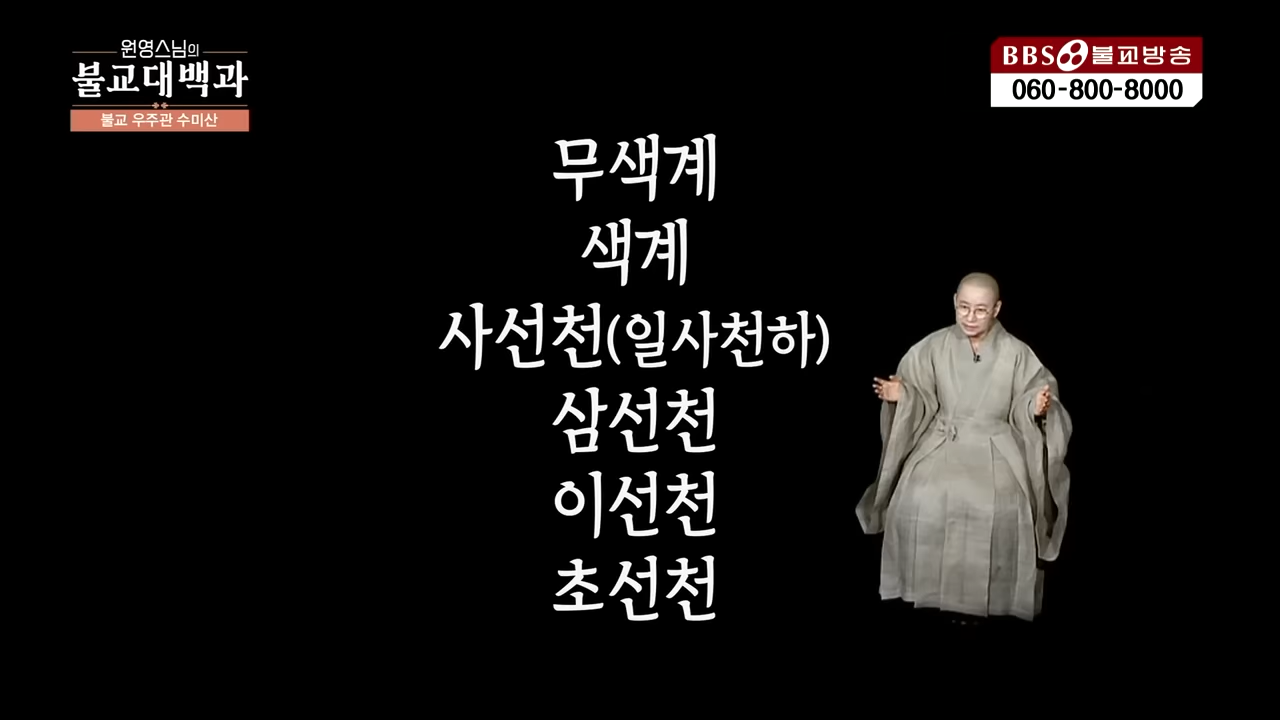 원영스님의
불교대백과
불교 우주관 수미산
BBS 불교방송
060-800-8000
무색계
색계
사선천(일사천하)
삼선천
이선천
초선천